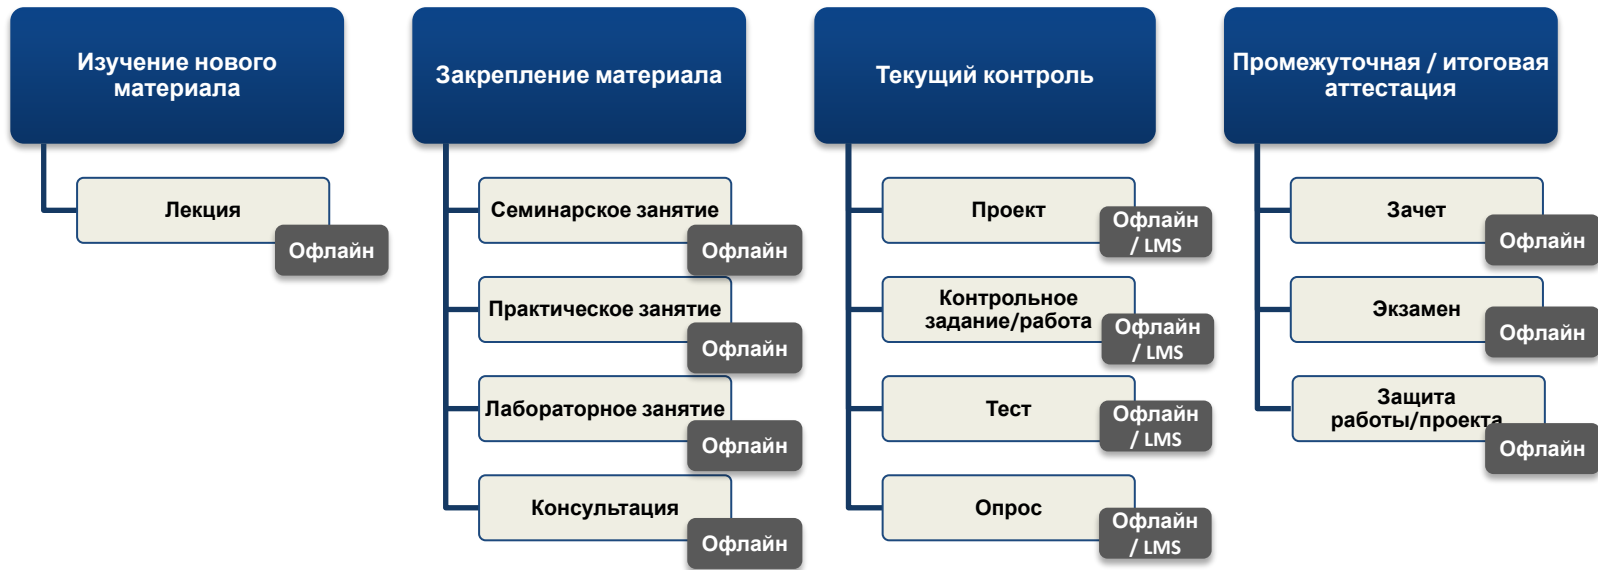 Изучение нового
материала
Лекция
Офлайн
Закрепление материала
Семинарское занятие
Офлайн
Практическое занятие
Офлайн
Лабораторное занятие
Офлайн
Консультация
Офлайн
Текущий контроль
Проект
Офлайн
/ LMS
Контрольное
задание/работа
Офлайн
/ LMS
Тест
Офлайн
/ LMS
Опрос
Офлайн
/ LMS
Промежуточная / итоговая
аттестация
Зачет
Офлайн
Экзамен
Офлайн
Защита
работы/проекта
Офлайн